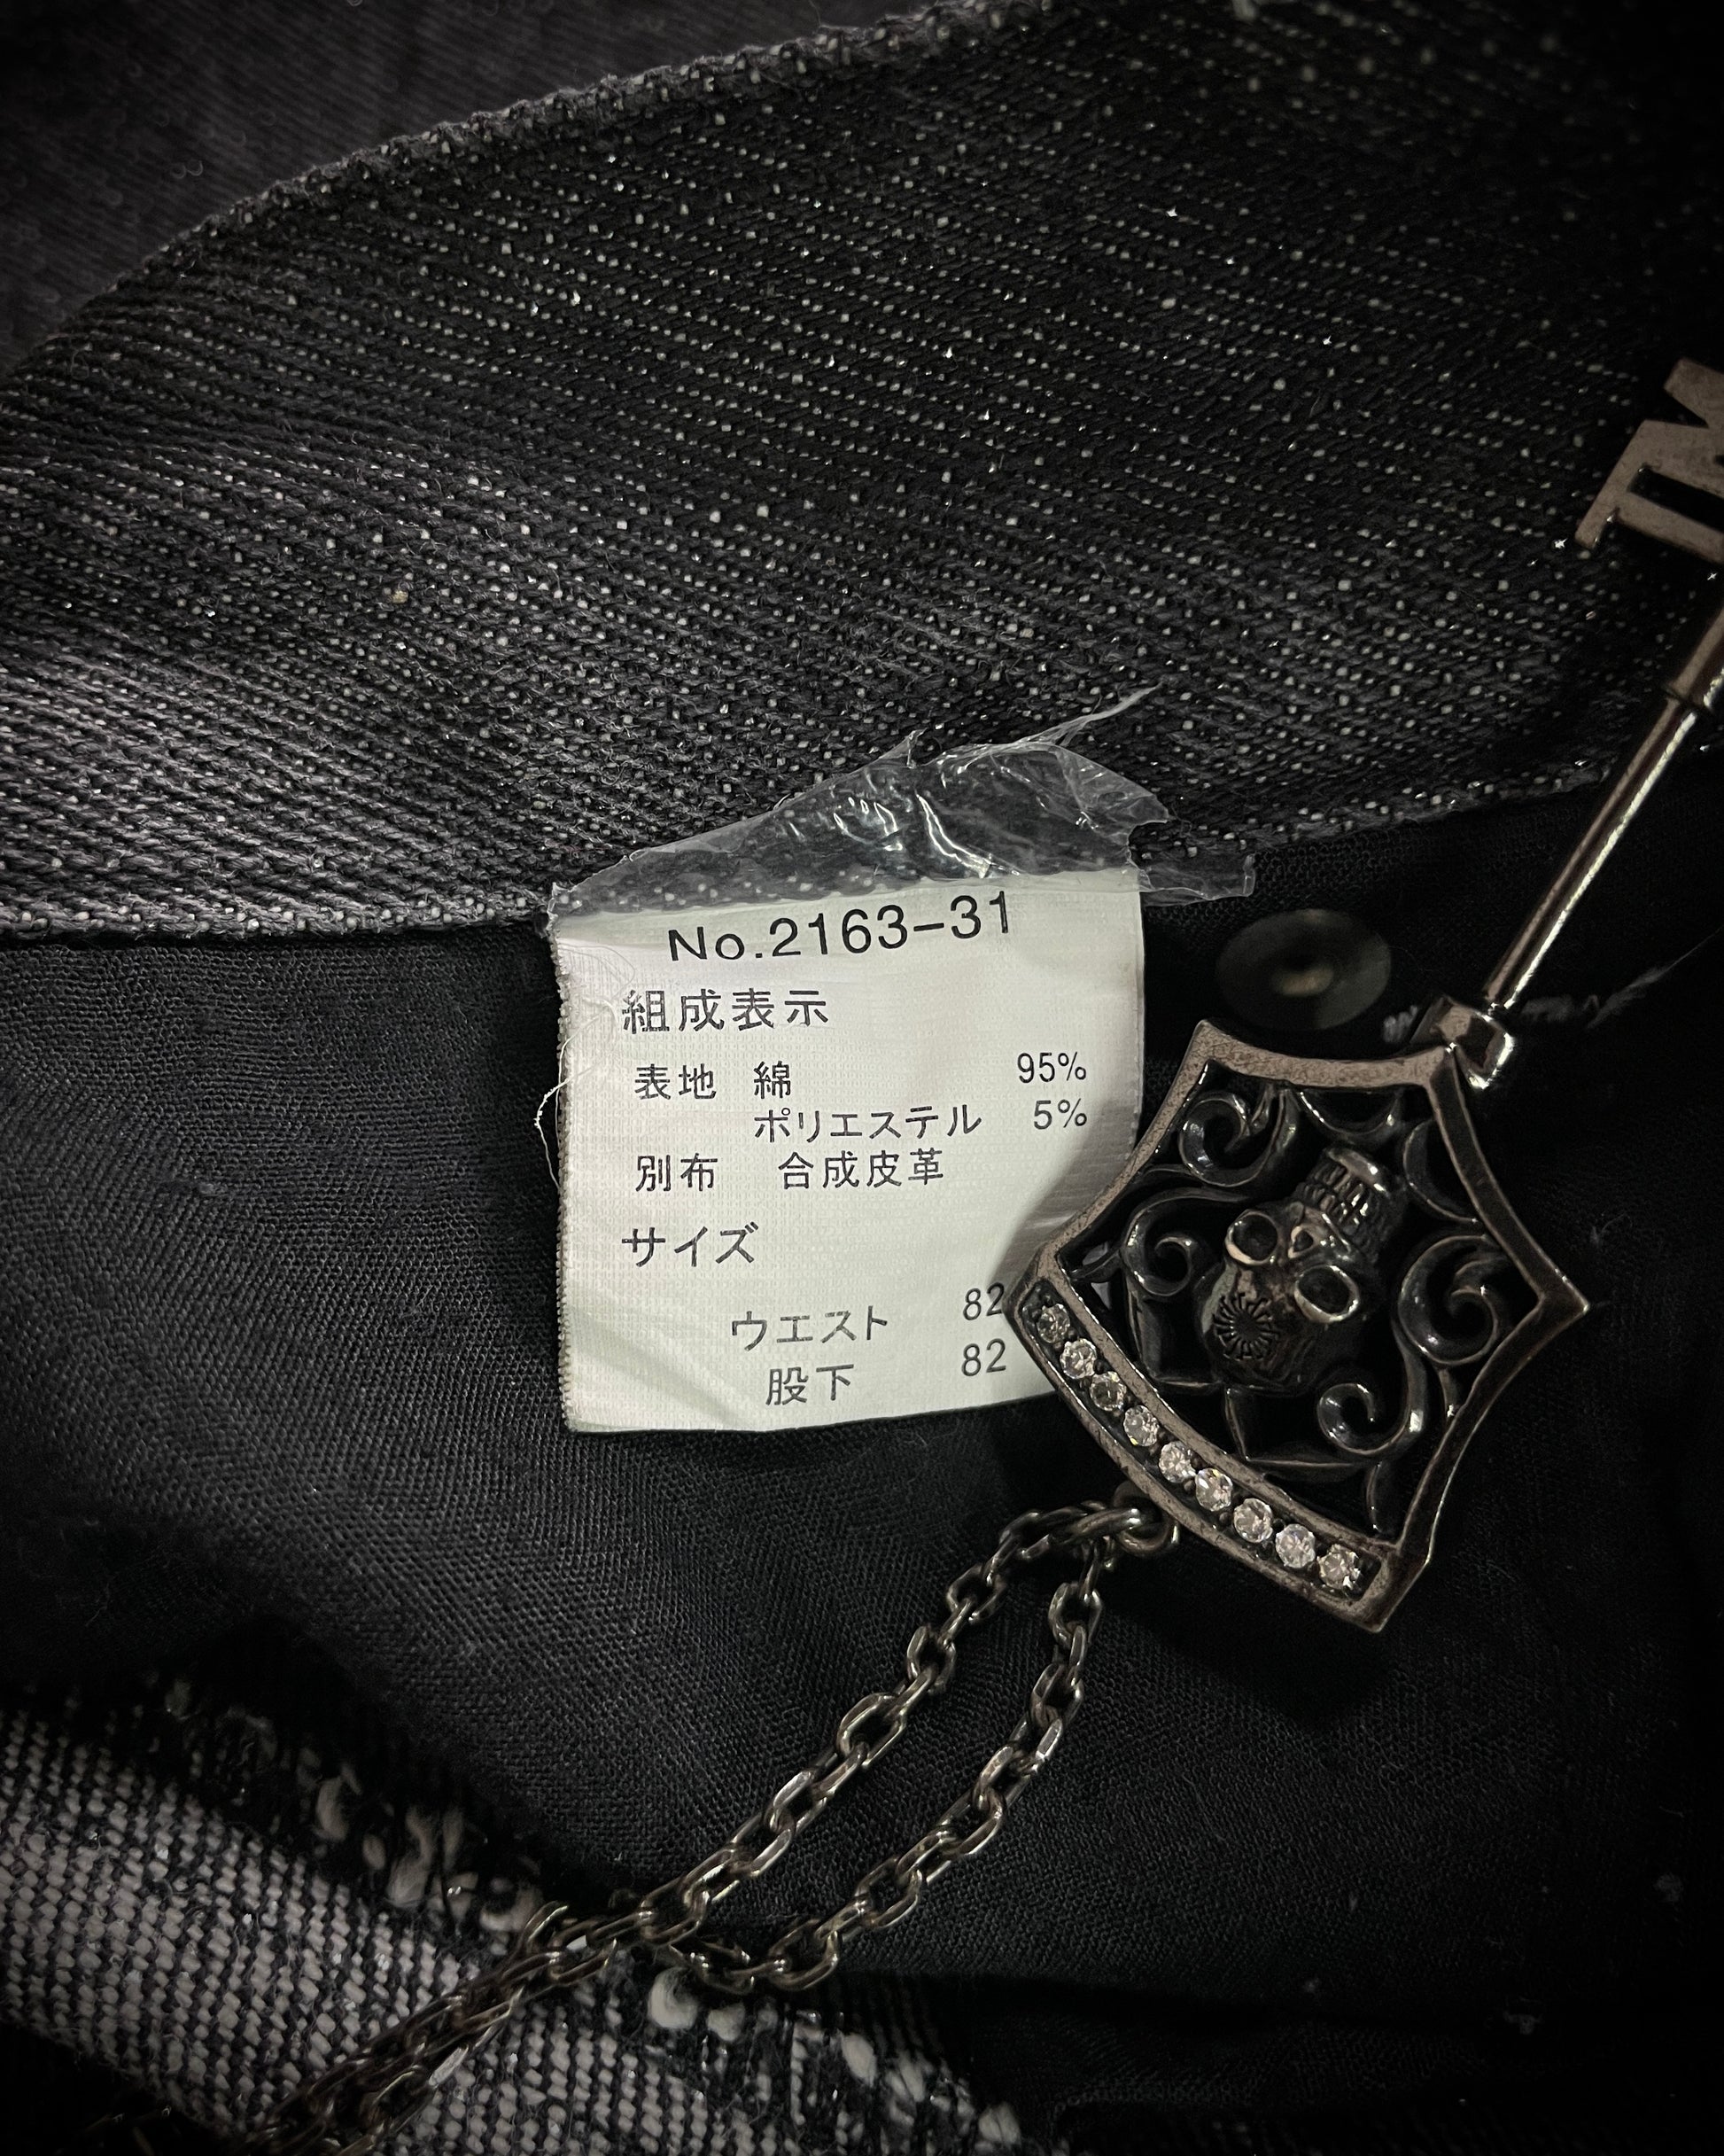 No.2163-31
組成表示
表地 綿 95%
ポリエステル 5%
別布 合成皮革
サイズ
ウエスト 82
股下 82